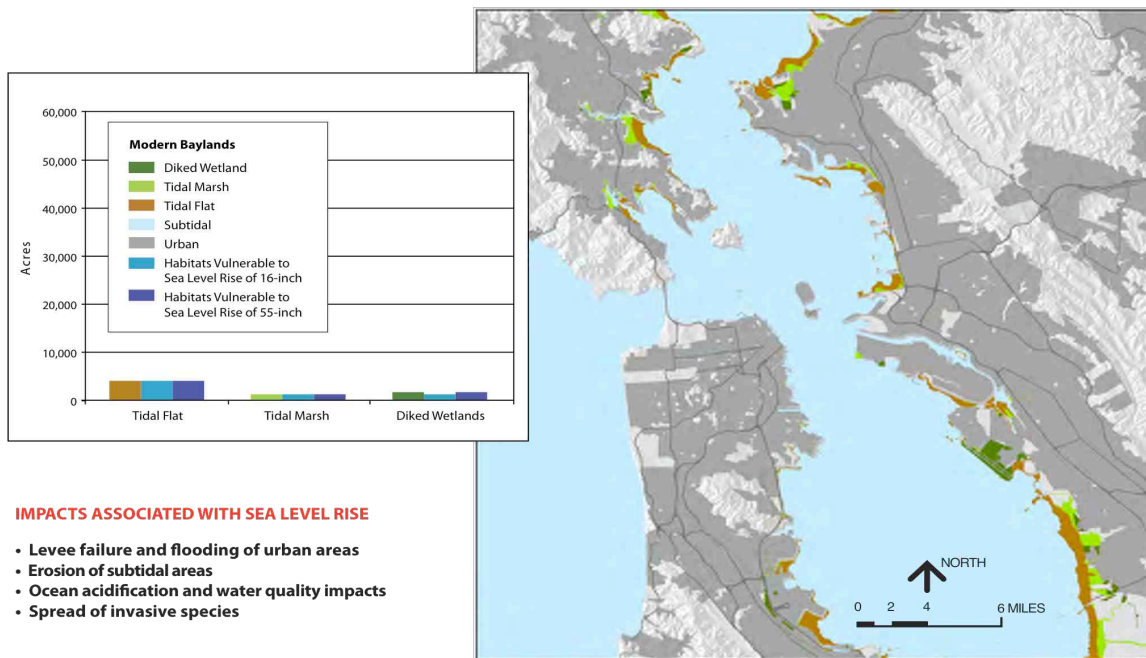 60,000
50,000
40,000
30,000
20,000
10,000
0
Acres
Modern Baylands
Diked Wetland
Tidal Marsh
Tidal Flat
Subtidal
Urban
Habitats Vulnerable to
Sea Level Rise of 16-inch
Habitats Vulnerable to
Sea Level Rise of 55-inch
Tidal Flat
Tidal Marsh
Diked Wetlands
IMPACTS ASSOCIATED WITH SEA LEVEL RISE
• Levee failure and flooding of urban areas
• Erosion of subtidal areas
• Ocean acidification and water quality impacts
• Spread of invasive species
NORTH
0 2 4 6 MILES